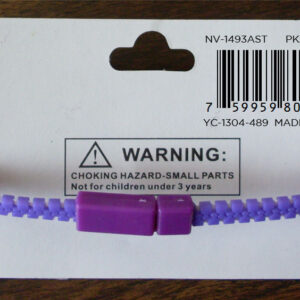 NV-1493AST PK
7 59959 80
YC-1304-489 MADE
WARNING:
CHOKING HAZARD-SMALL PARTS
Not for children under 3 years